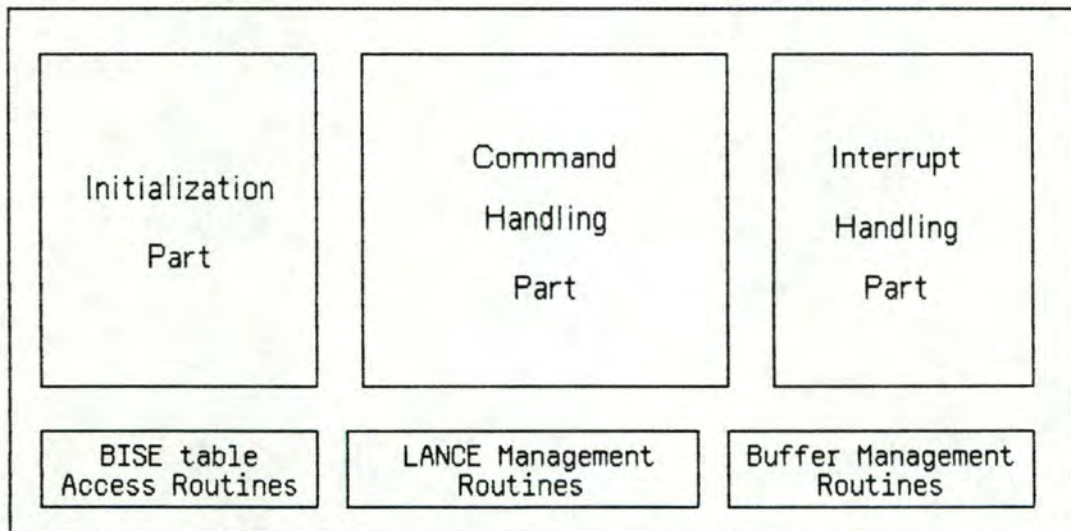 Initialization
Part
Command
Handling
Part
Interrupt
Handling
Part
BISE table
Access Routines
LANCE Management
Routines
Buffer Management
Routines